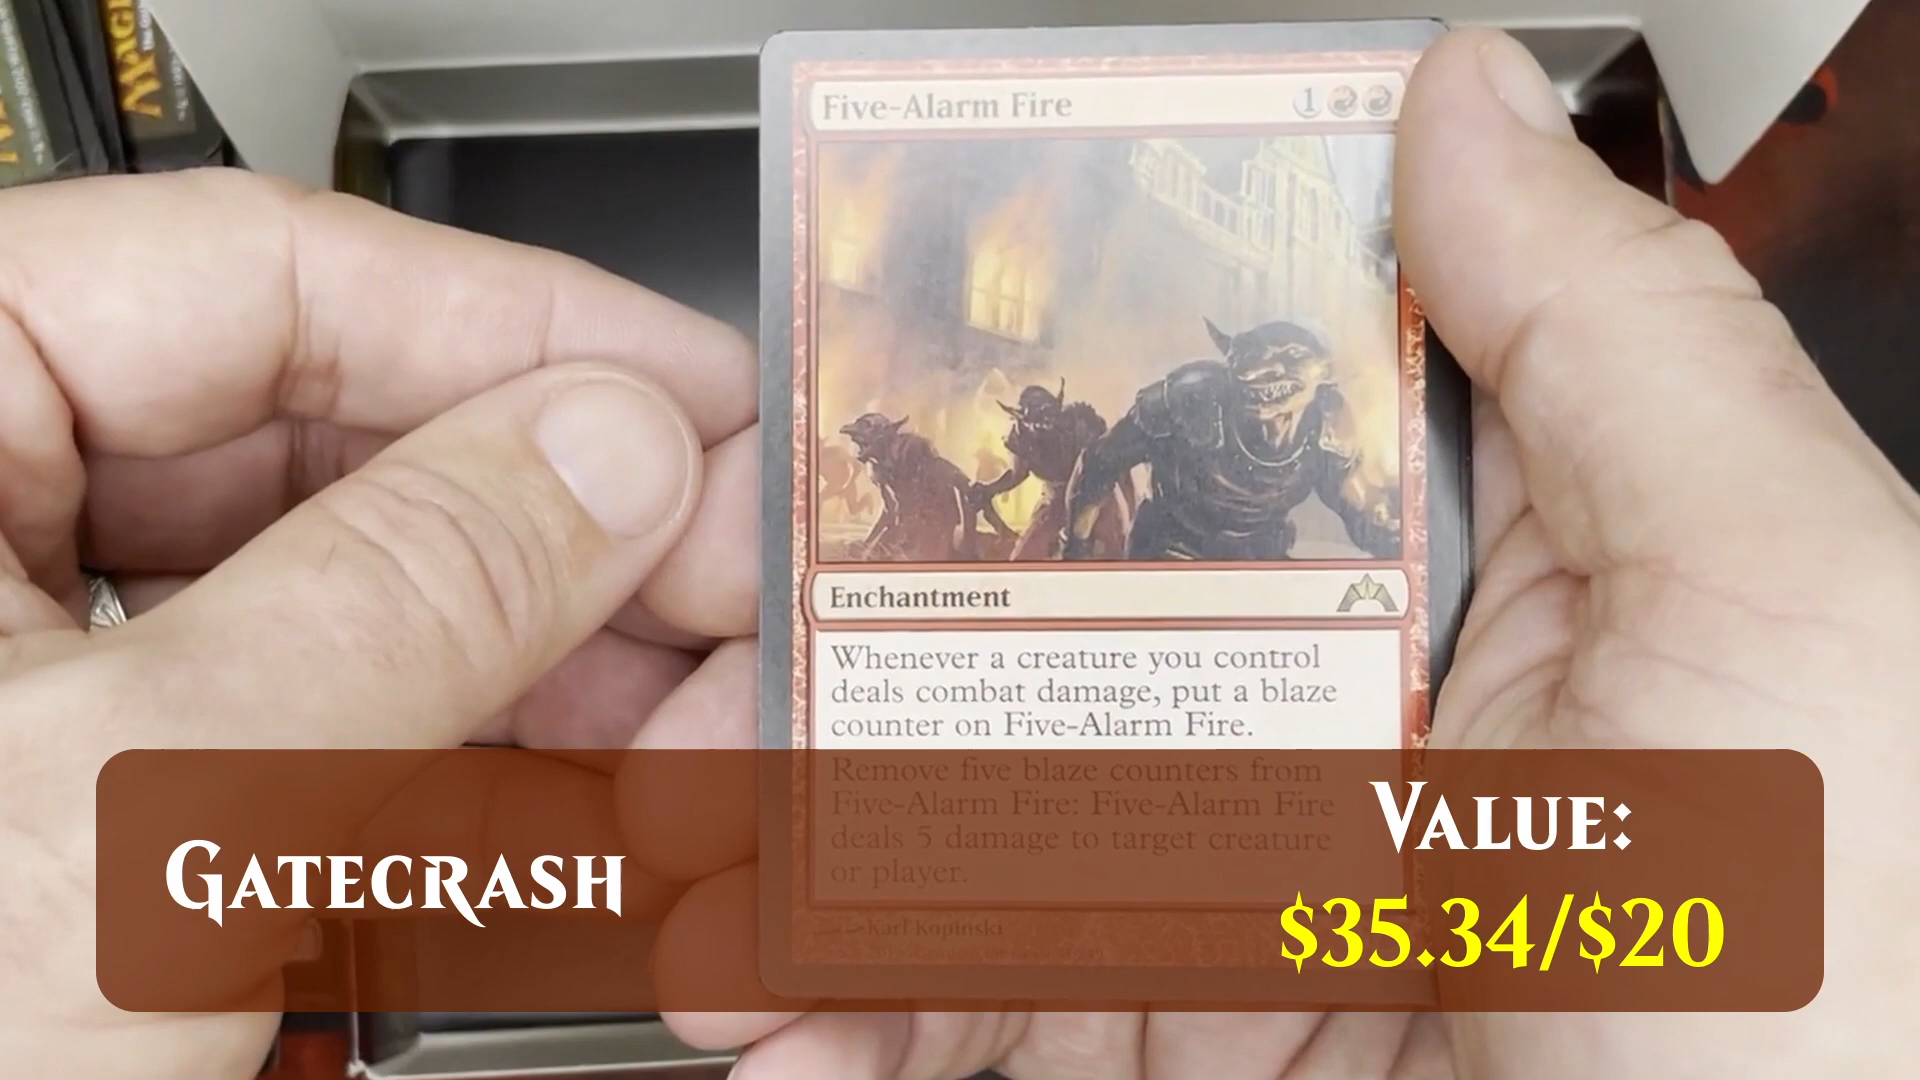 MAGIC
Five-Alarm Fire
1
Enchantment
Whenever a creature you control
deals combat damage, put a blaze
counter on Five-Alarm Fire.
Remove five blaze counters from
Five-Alarm Fire: Five-Alarm Fire
deals 5 damage to target creature
or player.
Karl Kopinski
GATECRASH
VALUE:
$35.34/$20